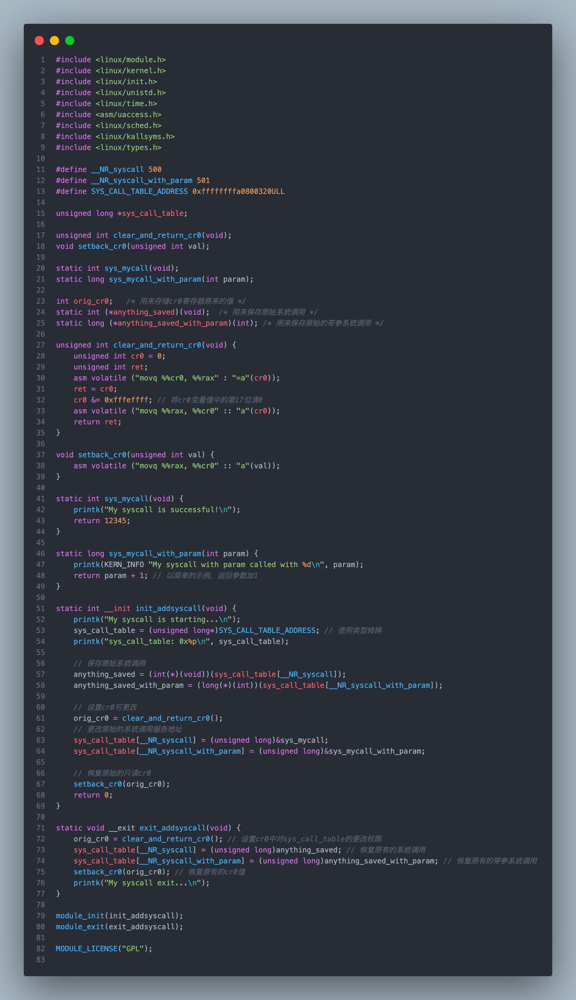 1 #include <linux/module.h>
2 #include <linux/kernel.h>
3 #include <linux/init.h>
4 #include <linux/unistd.h>
5 #include <linux/time.h>
6 #include <asm/uaccess.h>
7 #include <linux/sched.h>
8 #include <linux/kallsyms.h>
9 #include <linux/types.h>
10
11 #define __NR_syscall 500
12 #define __NR_syscall_with_param 501
13 #define SYS_CALL_TABLE_ADDRESS 0xffffffffa0800320ULL
14
15 unsigned long *sys_call_table;
16
17 unsigned int clear_and_return_cr0(void);
18 void setback_cr0(unsigned int val);
19
20 static int sys_mycall(void);
21 static long sys_mycall_with_param(int param);
22
23 int orig_cr0;   /* 用来存储cr0寄存器原来的值 */
24 static int (*anything_saved)(void);  /* 用来保存原始系统调用 */
25 static long (*anything_saved_with_param)(int); /* 用来保存原始的带参系统调用 */
26
27 unsigned int clear_and_return_cr0(void) {
28     unsigned int cr0 = 0;
29     unsigned int ret;
30     asm volatile ("movq %%cr0, %%rax" : "=a"(cr0));
31     ret = cr0;
32     cr0 &= 0xfffeffff; // 将cr0变量值中的第17位清0
33     asm volatile ("movq %%rax, %%cr0" :: "a"(cr0));
34     return ret;
35 }
36
37 void setback_cr0(unsigned int val) {
38     asm volatile ("movq %%rax, %%cr0" :: "a"(val));
39 }
40
41 static int sys_mycall(void) {
42     printk("My syscall is successful!\n");
43     return 12345;
44 }
45
46 static long sys_mycall_with_param(int param) {
47     printk(KERN_INFO "My syscall with param called with %d\n", param);
48     return param + 1; // 以简单的示例，返回参数加1
49 }
50
51 static int __init init_addsyscall(void) {
52     printk("My syscall is starting...\n");
53     sys_call_table = (unsigned long*)SYS_CALL_TABLE_ADDRESS; // 使用类型转换
54     printk("sys_call_table: 0x%p\n", sys_call_table);
55
56     // 保存原始系统调用
57     anything_saved = (int(*)(void))(sys_call_table[__NR_syscall]);
58     anything_saved_with_param = (long(*)(int))(sys_call_table[__NR_syscall_with_param]);
59
60     // 设置cr0可更改
61     orig_cr0 = clear_and_return_cr0();
62     // 更改原始的系统调用服务地址
63     sys_call_table[__NR_syscall] = (unsigned long)&sys_mycall;
64     sys_call_table[__NR_syscall_with_param] = (unsigned long)&sys_mycall_with_param;
65
66     // 恢复原始的只读cr0
67     setback_cr0(orig_cr0);
68     return 0;
69 }
70
71 static void __exit exit_addsyscall(void) {
72     orig_cr0 = clear_and_return_cr0(); // 设置cr0中对sys_call_table的更改权限
73     sys_call_table[__NR_syscall] = (unsigned long)anything_saved; // 恢复原有的系统调用
74     sys_call_table[__NR_syscall_with_param] = (unsigned long)anything_saved_with_param; // 恢复原有的带参系统调用
75     setback_cr0(orig_cr0); // 恢复原有的cr0值
76     printk("My syscall exit...\n");
77 }
78
79 module_init(init_addsyscall);
80 module_exit(exit_addsyscall);
81
82 MODULE_LICENSE("GPL");
83